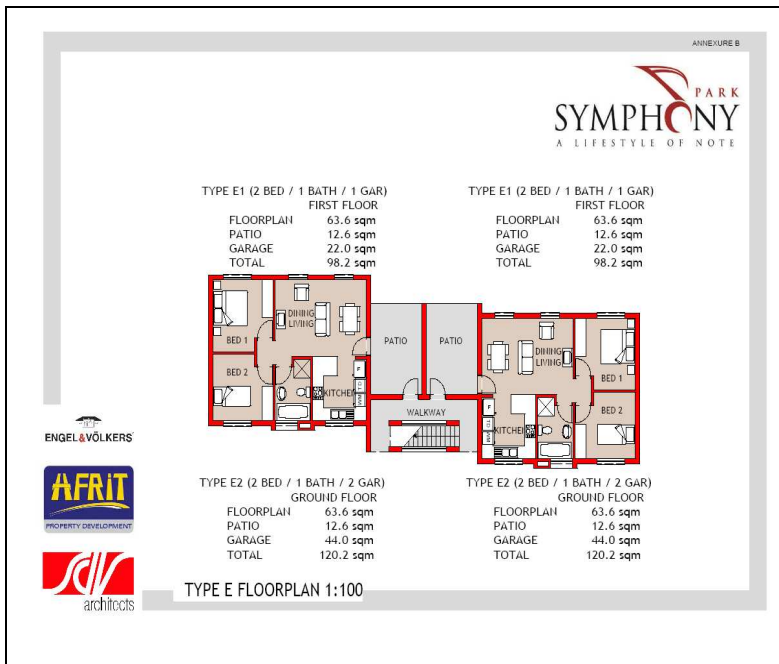 ANNEXURE B
PARK
SYMPHONY
A LIFESTYLE OF NOTE
TYPE E1 (2 BED / 1 BATH / 1 GAR)
FIRST FLOOR
FLOORPLAN 63.6 sqm
PATIO 12.6 sqm
GARAGE 22.0 sqm
TOTAL 98.2 sqm
TYPE E1 (2 BED / 1 BATH / 1 GAR)
FIRST FLOOR
FLOORPLAN 63.6 sqm
PATIO 12.6 sqm
GARAGE 22.0 sqm
TOTAL 98.2 sqm
BED 1
DINING
LIVING
BED 2
KITCHEN
F
TD
WM
PATIO
PATIO
WALKWAY
DINING
LIVING
BED 1
F
TD
WM
KITCHEN
BED 2
ENGEL&VÖLKERS
AFRIT
PROPERTY DEVELOPMENT
architects
TYPE E2 (2 BED / 1 BATH / 2 GAR)
GROUND FLOOR
FLOORPLAN 63.6 sqm
PATIO 12.6 sqm
GARAGE 44.0 sqm
TOTAL 120.2 sqm
TYPE E2 (2 BED / 1 BATH / 2 GAR)
GROUND FLOOR
FLOORPLAN 63.6 sqm
PATIO 12.6 sqm
GARAGE 44.0 sqm
TOTAL 120.2 sqm
TYPE E FLOORPLAN 1:100